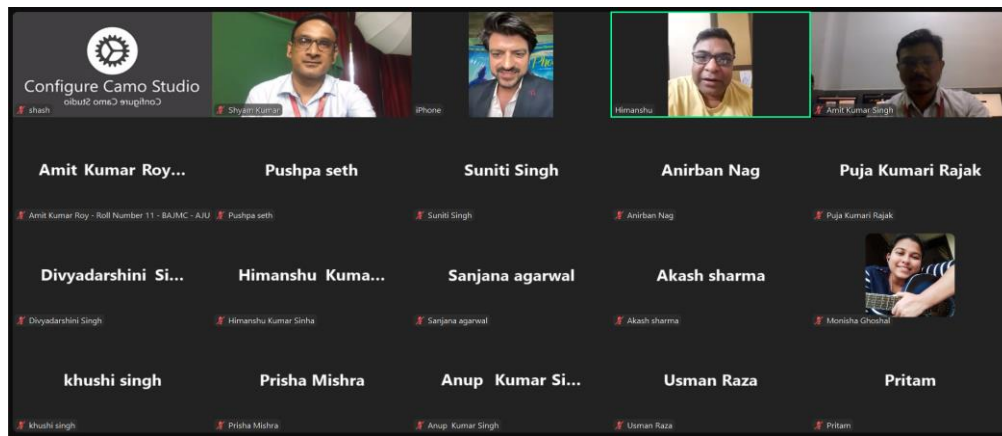 Configure Camo Studio
Configure Camo Studio
shash
Shyam Kumar
iPhone
Himanshu
Amit Kumar Singh
Amit Kumar Roy...
Pushpa seth
Suniti Singh
Anirban Nag
Puja Kumari Rajak
Amit Kumar Roy - Roll Number 11 - BAJMC - AJU
Pushpa seth
Suniti Singh
Anirban Nag
Puja Kumari Rajak
Divyadarshini Si...
Himanshu Kuma...
Sanjana agarwal
Akash sharma
Divyadarshini Singh
Himanshu Kumar Sinha
Sanjana agarwal
Akash sharma
Monisha Ghoshal
khushi singh
Prisha Mishra
Anup Kumar Si...
Usman Raza
Pritam
khushi singh
Prisha Mishra
Anup Kumar Singh
Usman Raza
Pritam